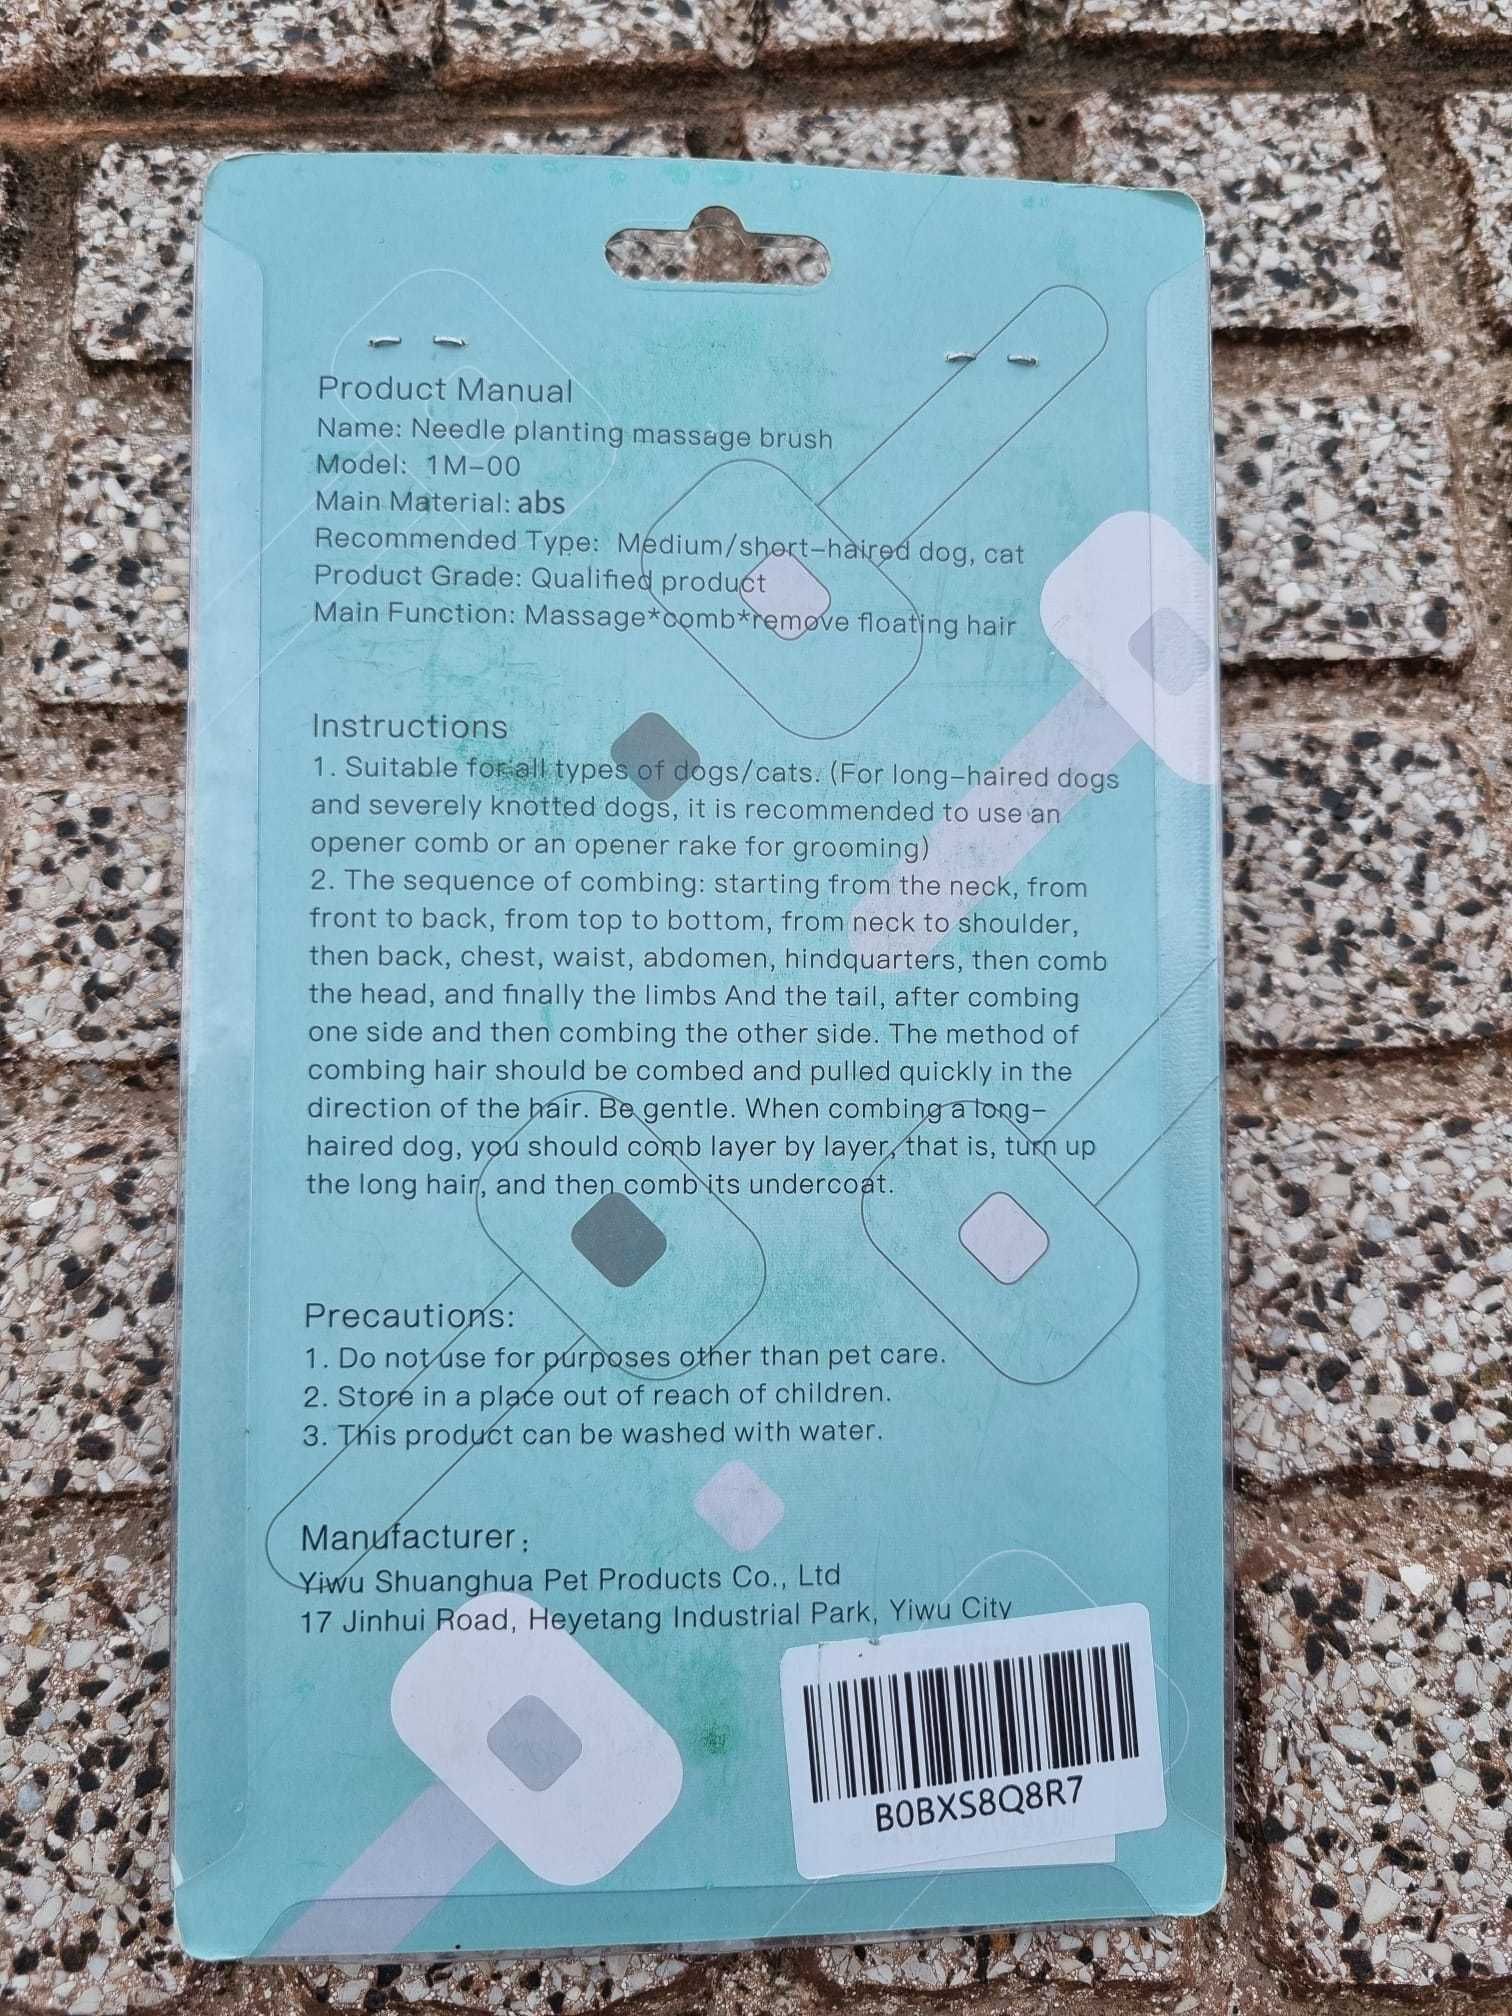 Product Manual
Name: Needle planting massage brush
Model: 1M-00
Main Material: abs
Recommended Type: Medium/short-haired dog, cat
Product Grade: Qualified product
Main Function: Massage*comb*remove floating hair
Instructions
1. Suitable for all types of dogs/cats. (For long-haired dogs
and severely knotted dogs, it is recommended to use an
opener comb or an opener rake for grooming)
2. The sequence of combing: starting from the neck, from
front to back, from top to bottom, from neck to shoulder,
then back, chest, waist, abdomen, hindquarters, then comb
the head, and finally the limbs And the tail, after combing
one side and then combing the other side. The method of
combing hair should be combed and pulled quickly in the
direction of the hair. Be gentle. When combing a long-
haired dog, you should comb layer by layer, that is, turn up
the long hair, and then comb its undercoat.
Precautions:
1. Do not use for purposes other than pet care.
2. Store in a place out of reach of children.
3. This product can be washed with water.
Manufacturer:
Yiwu Shuanghua Pet Products Co., Ltd
17 Jinhui Road, Heyetang Industrial Park, Yiwu City
B0BXS8Q8R7